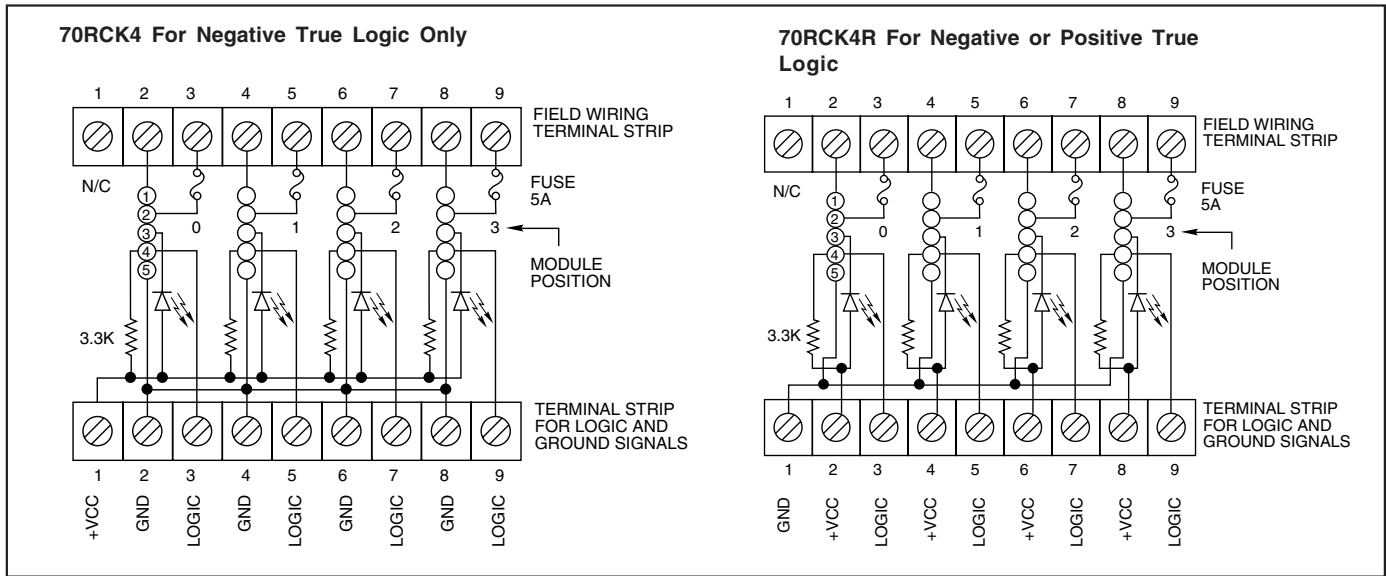 70RCK4 For Negative True Logic Only
1 2 3 4 5 6 7 8 9
FIELD WIRING
TERMINAL STRIP
N/C
FUSE
5A
1
2
3
4
5
0 1 2 3
MODULE
POSITION
3.3K
TERMINAL STRIP
FOR LOGIC AND
GROUND SIGNALS
1 2 3 4 5 6 7 8 9
+VCC GND LOGIC GND LOGIC GND LOGIC GND LOGIC
70RCK4R For Negative or Positive True
Logic
1 2 3 4 5 6 7 8 9
FIELD WIRING
TERMINAL STRIP
N/C
FUSE
5A
1
2
3
4
5
0 1 2 3
MODULE
POSITION
3.3K
TERMINAL STRIP
FOR LOGIC AND
GROUND SIGNALS
1 2 3 4 5 6 7 8 9
GND +VCC LOGIC +VCC LOGIC +VCC LOGIC +VCC LOGIC